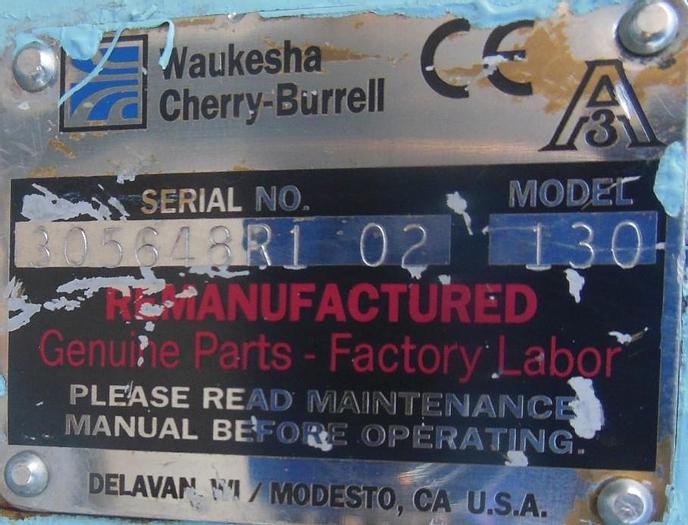 Waukesha
Cherry-Burrell
CE
A
3
SERIAL NO. MODEL
305648R1 02 130
REMANUFACTURED
Genuine Parts - Factory Labor
PLEASE READ MAINTENANCE
MANUAL BEFORE OPERATING.
DELAVAN, WI / MODESTO, CA U.S.A.